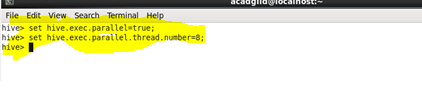 acadgild@localhost:~
File Edit View Search Terminal Help
hive> set hive.exec.parallel=true;
hive> set hive.exec.parallel.thread.number=8;
hive>